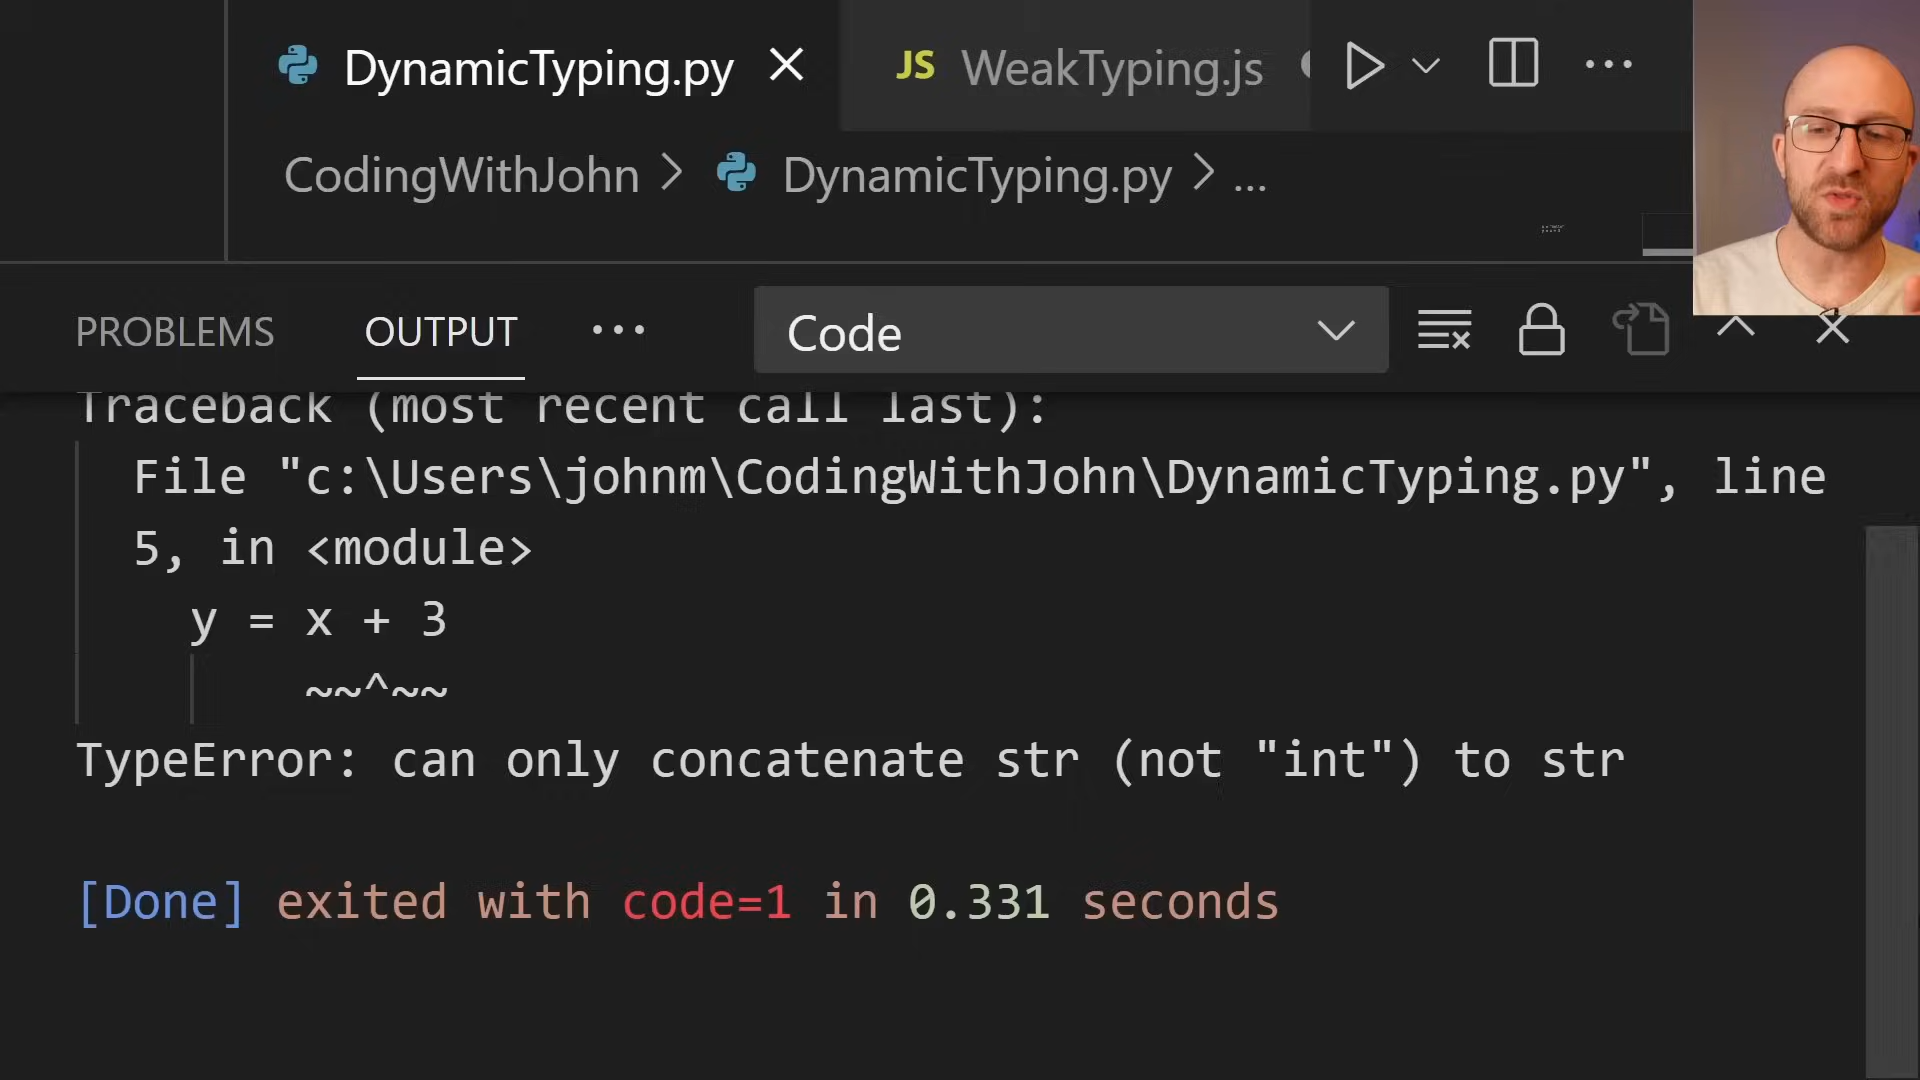 DynamicTyping.py
JS WeakTyping.js
CodingWithJohn > DynamicTyping.py > ...
PROBLEMS OUTPUT ... Code
Traceback (most recent call last):
File "c:\Users\johnm\CodingWithJohn\DynamicTyping.py", line
5, in <module>
y = x + 3
~~^~~
TypeError: can only concatenate str (not "int") to str
[Done] exited with code=1 in 0.331 seconds